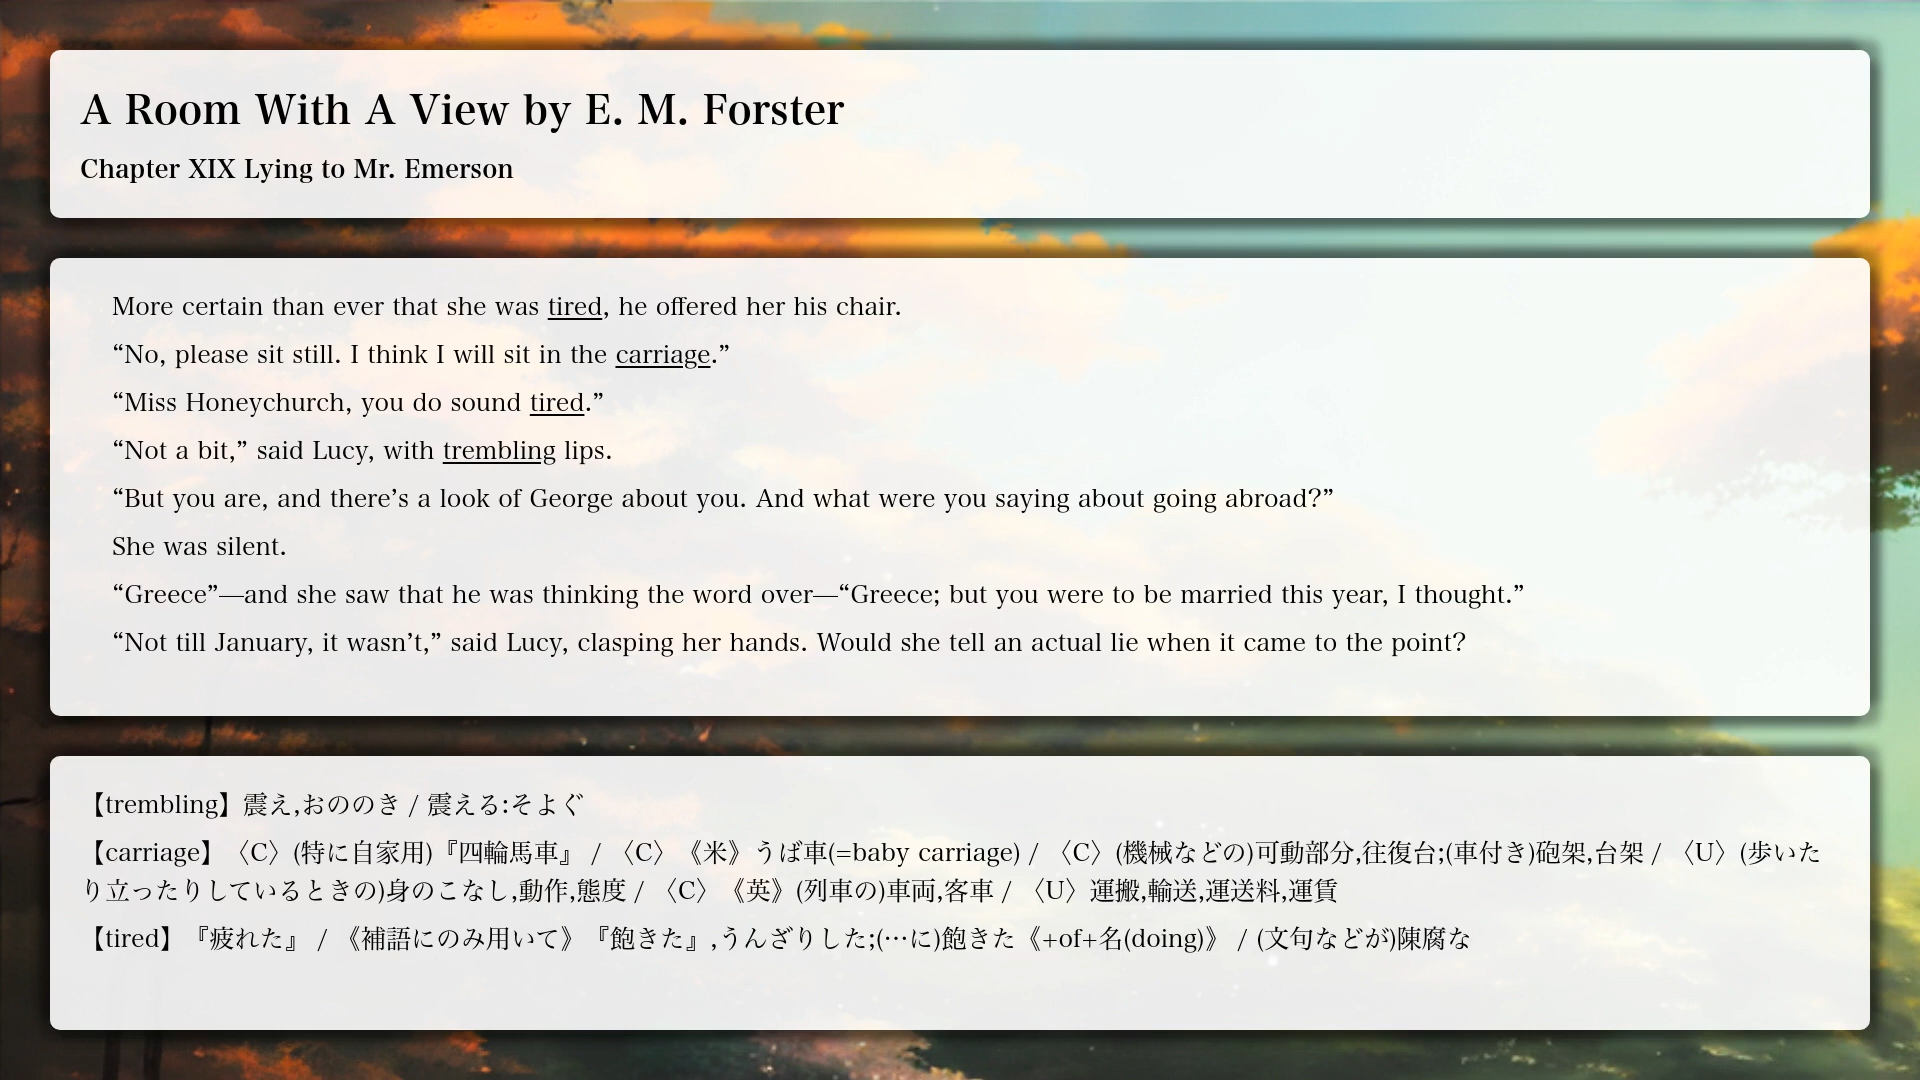 A Room With A View by E. M. Forster
Chapter XIX Lying to Mr. Emerson
More certain than ever that she was tired, he offered her his chair.
“No, please sit still. I think I will sit in the carriage.”
“Miss Honeychurch, you do sound tired.”
“Not a bit,” said Lucy, with trembling lips.
“But you are, and there’s a look of George about you. And what were you saying about going abroad?”
She was silent.
“Greece”—and she saw that he was thinking the word over—“Greece; but you were to be married this year, I thought.”
“Not till January, it wasn’t,” said Lucy, clasping her hands. Would she tell an actual lie when it came to the point?
【trembling】震え,おののき / 震える:そよぐ
【carriage】〈C〉(特に自家用)『四輪馬車』 / 〈C〉《米》うば車(=baby carriage) / 〈C〉(機械などの)可動部分,往復台;(車付き)砲架,台架 / 〈U〉(歩いた
り立ったりしているときの)身のこなし,動作,態度 / 〈C〉《英》(列車の)車両,客車 / 〈U〉運搬,輸送,運送料,運賃
【tired】『疲れた』 / 《補語にのみ用いて》『飽きた』,うんざりした;(…に)飽きた《+of+名(doing)》 / (文句などが)陳腐な